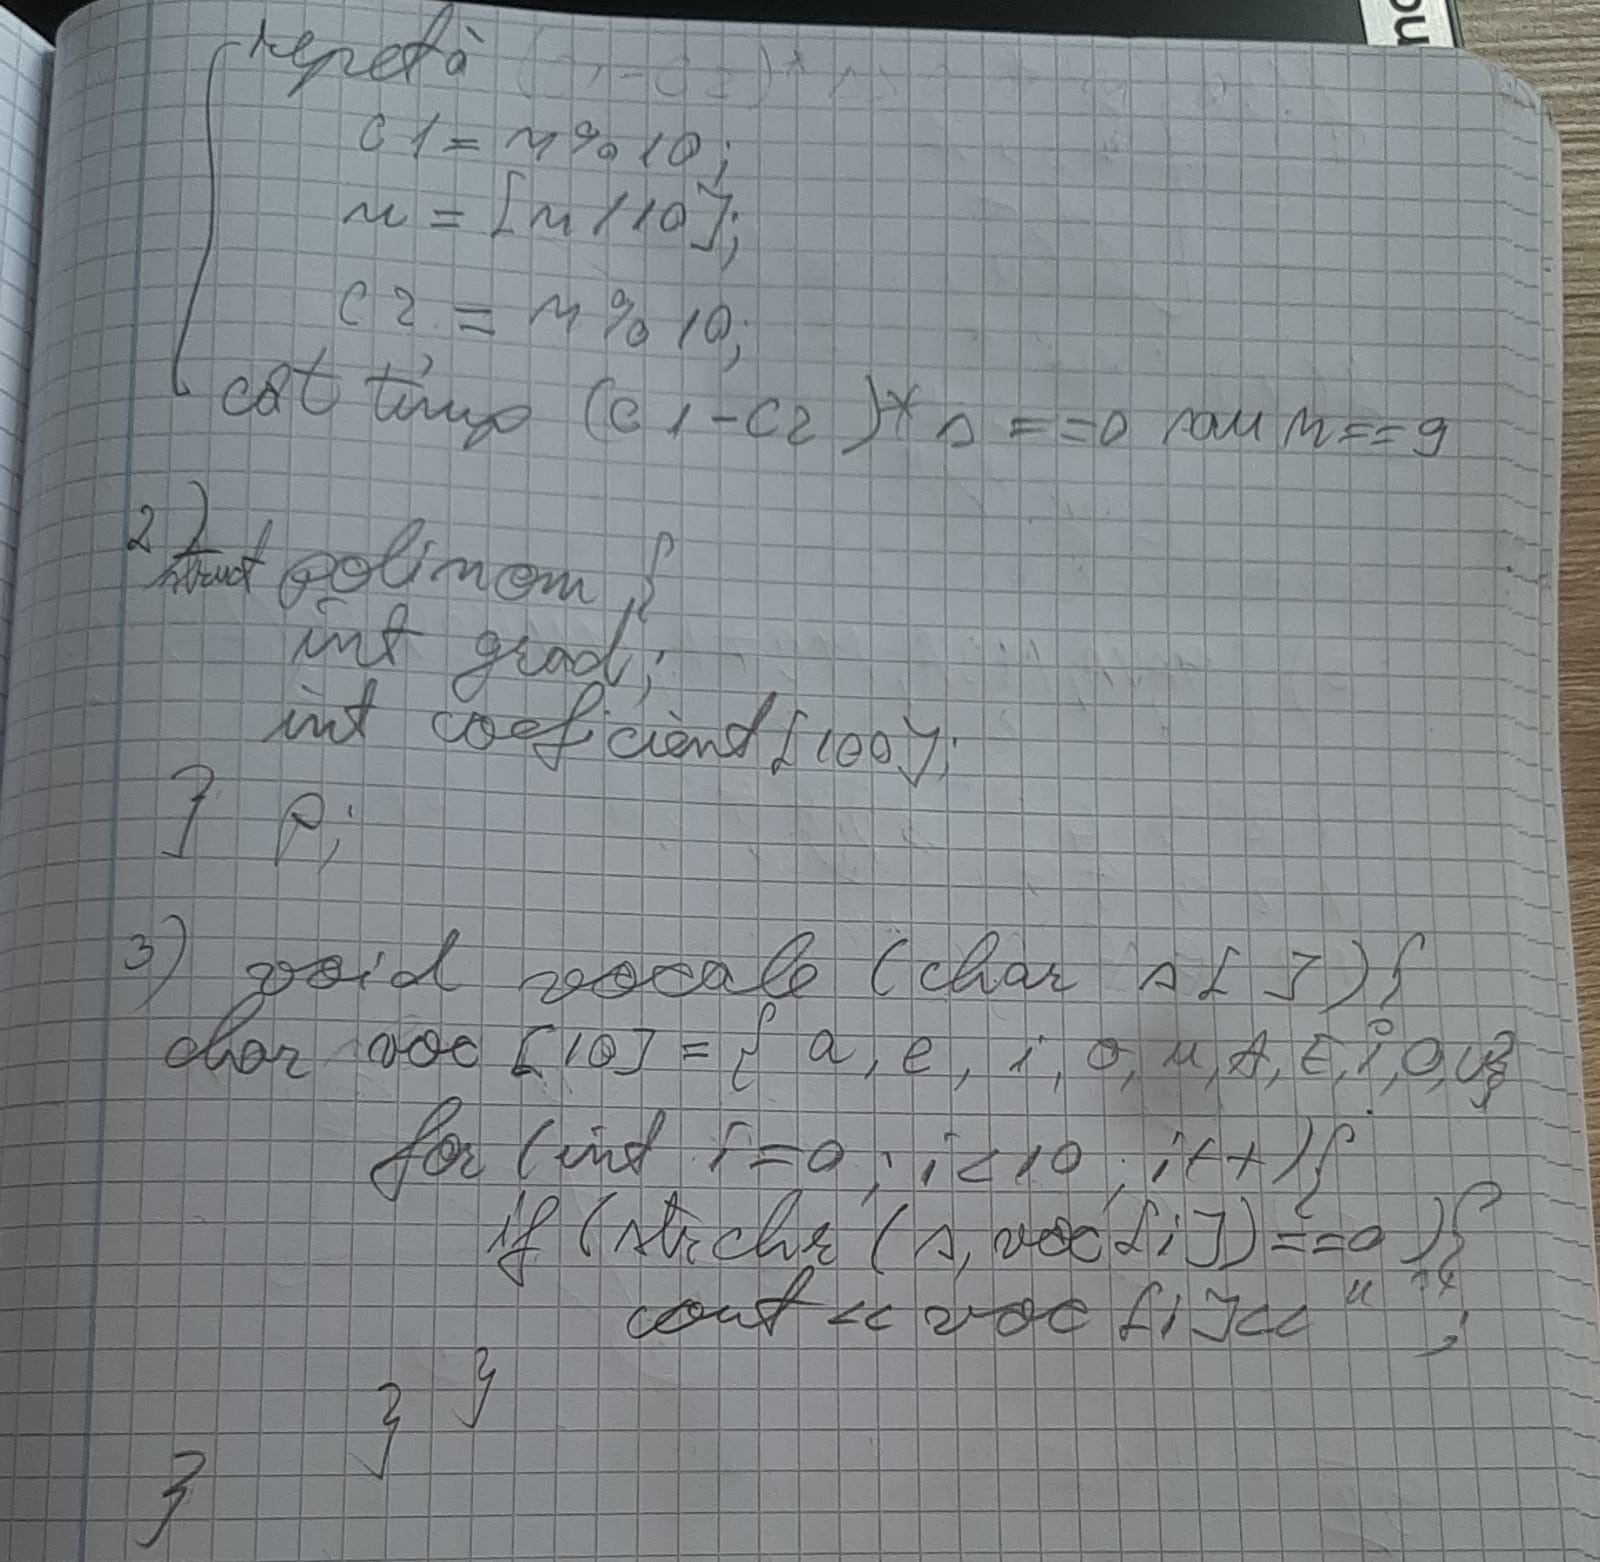 repetă
c1 = n%10;
n = [n/10];
c2 = n%10;
cât timp (c1-c2)*s ==0 sau n==9
2)
struct polinom {
int grad;
int coeficient[100];
} p;
3) void vocale (char s[]){
char voc [10] = { a, e, i, o, u, A, E, I, O, U};
for (int i=0; i<10; i++){
if (strchr (s, voc[i])==0){
cout << voc [i]<<" ";
}
}
}